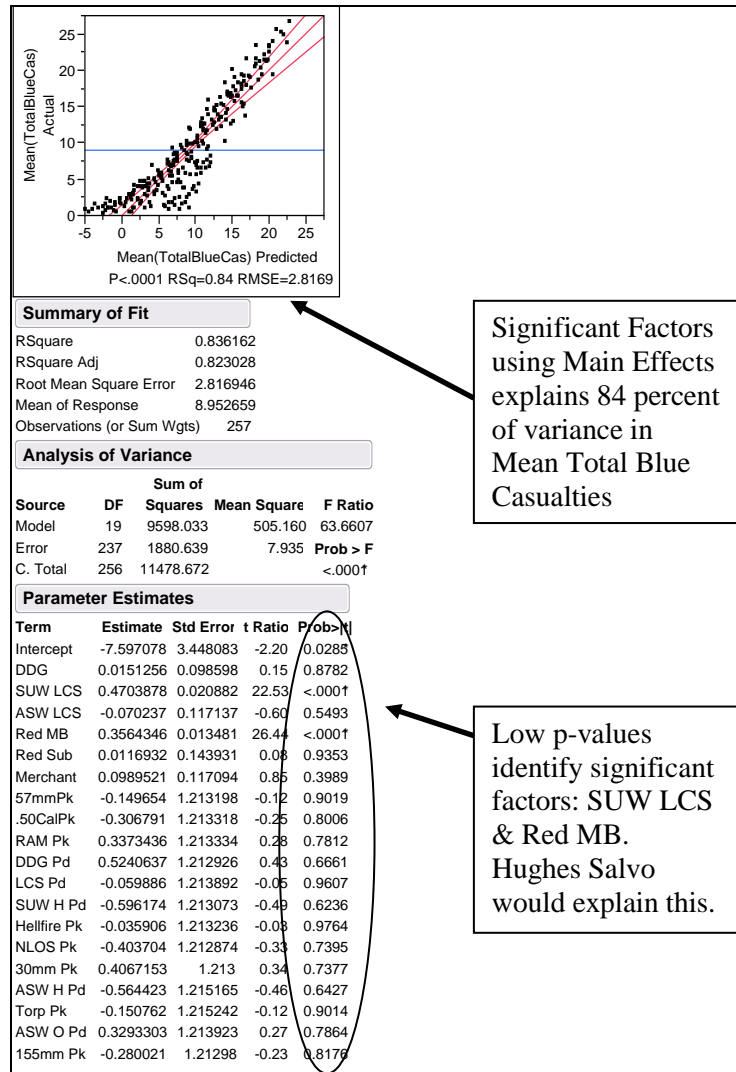 Mean(TotalBlueCas)
Actual
25
20
15
10
5
0
-5 0 5 10 15 20 25
Mean(TotalBlueCas) Predicted
P<.0001 RSq=0.84 RMSE=2.8169
Summary of Fit
RSquare 0.836162
RSquare Adj 0.823028
Root Mean Square Error 2.816946
Mean of Response 8.952659
Observations (or Sum Wgts) 257
Analysis of Variance
Sum of
Source DF Squares Mean Square F Ratio
Model 19 9598.033 505.160 63.6607
Error 237 1880.639 7.935 Prob > F
C. Total 256 11478.672 <.0001
Parameter Estimates
Term Estimate Std Error t Ratio Prob>|t|
Intercept -7.597078 3.448083 -2.20 0.0285
DDG 0.0151256 0.098598 0.15 0.8782
SUW LCS 0.4703878 0.020882 22.53 <.0001
ASW LCS -0.070237 0.117137 -0.60 0.5493
Red MB 0.3564346 0.013481 26.44 <.0001
Red Sub 0.0116932 0.143931 0.08 0.9353
Merchant 0.0989521 0.117094 0.85 0.3989
57mmPk -0.149654 1.213198 -0.12 0.9019
.50CalPk -0.306791 1.213318 -0.25 0.8006
RAM Pk 0.3373436 1.213334 0.28 0.7812
DDG Pd 0.5240637 1.212926 0.43 0.6661
LCS Pd -0.059886 1.213892 -0.05 0.9607
SUW H Pd -0.596174 1.213073 -0.49 0.6236
Hellfire Pk -0.035906 1.213236 -0.03 0.9764
NLOS Pk -0.403704 1.212874 -0.33 0.7395
30mm Pk 0.4067153 1.213 0.34 0.7377
ASW H Pd -0.564423 1.215165 -0.46 0.6427
Torp Pk -0.150762 1.215242 -0.12 0.9014
ASW O Pd 0.3293303 1.213923 0.27 0.7864
155mm Pk -0.280021 1.21298 -0.23 0.8176
Significant Factors
using Main Effects
explains 84 percent
of variance in
Mean Total Blue
Casualties
Low p-values
identify significant
factors: SUW LCS
& Red MB.
Hughes Salvo
would explain this.